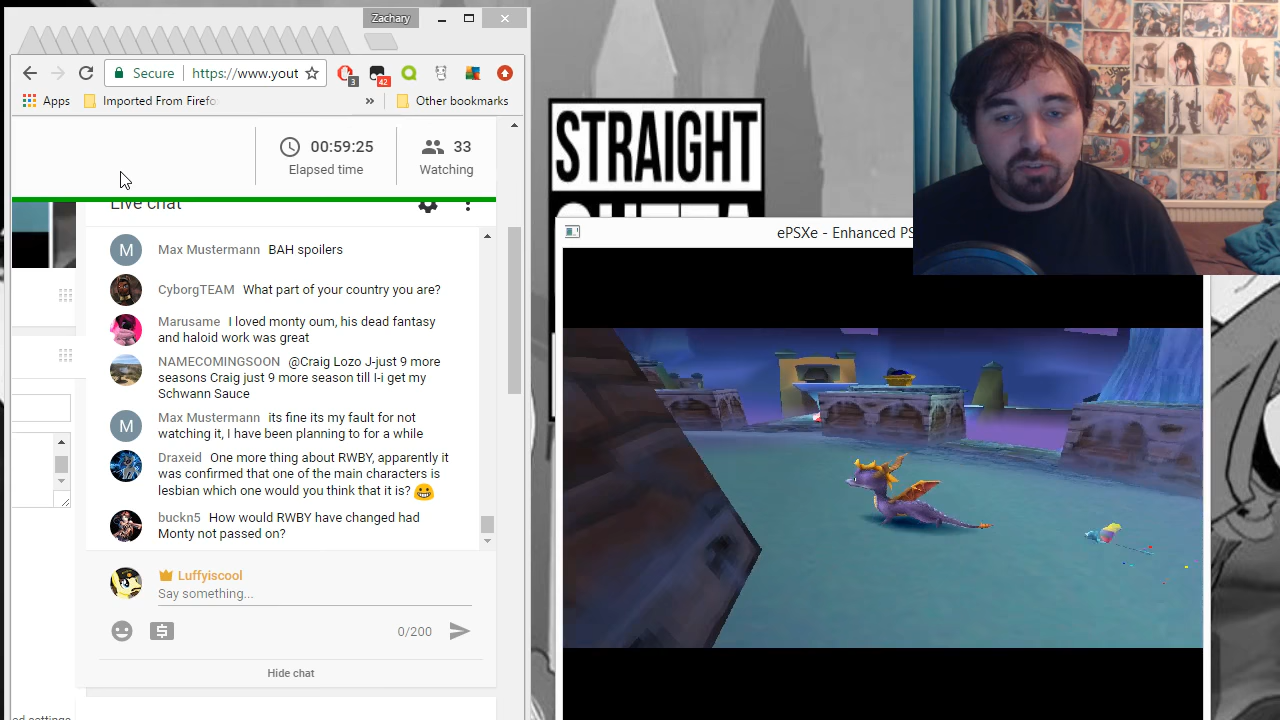 Zachary
Secure https://www.yout
3
42
Apps Imported From Firefo » Other bookmarks
00:59:25 33
Elapsed time Watching
Live chat
M Max Mustermann BAH spoilers
CyborgTEAM What part of your country you are?
Marusame I loved monty oum, his dead fantasy
and haloid work was great
NAMECOMINGSOON @Craig Lozo J-just 9 more
seasons Craig just 9 more season till I-i get my
Schwann Sauce
M Max Mustermann its fine its my fault for not
watching it, I have been planning to for a while
Draxeid One more thing about RWBY, apparently it
was confirmed that one of the main characters is
lesbian which one would you think that it is? 😀
buckn5 How would RWBY have changed had
Monty not passed on?
Luffyiscool
Say something...
0/200
Hide chat
STRAIGHT
ePSXe - Enhanced PS